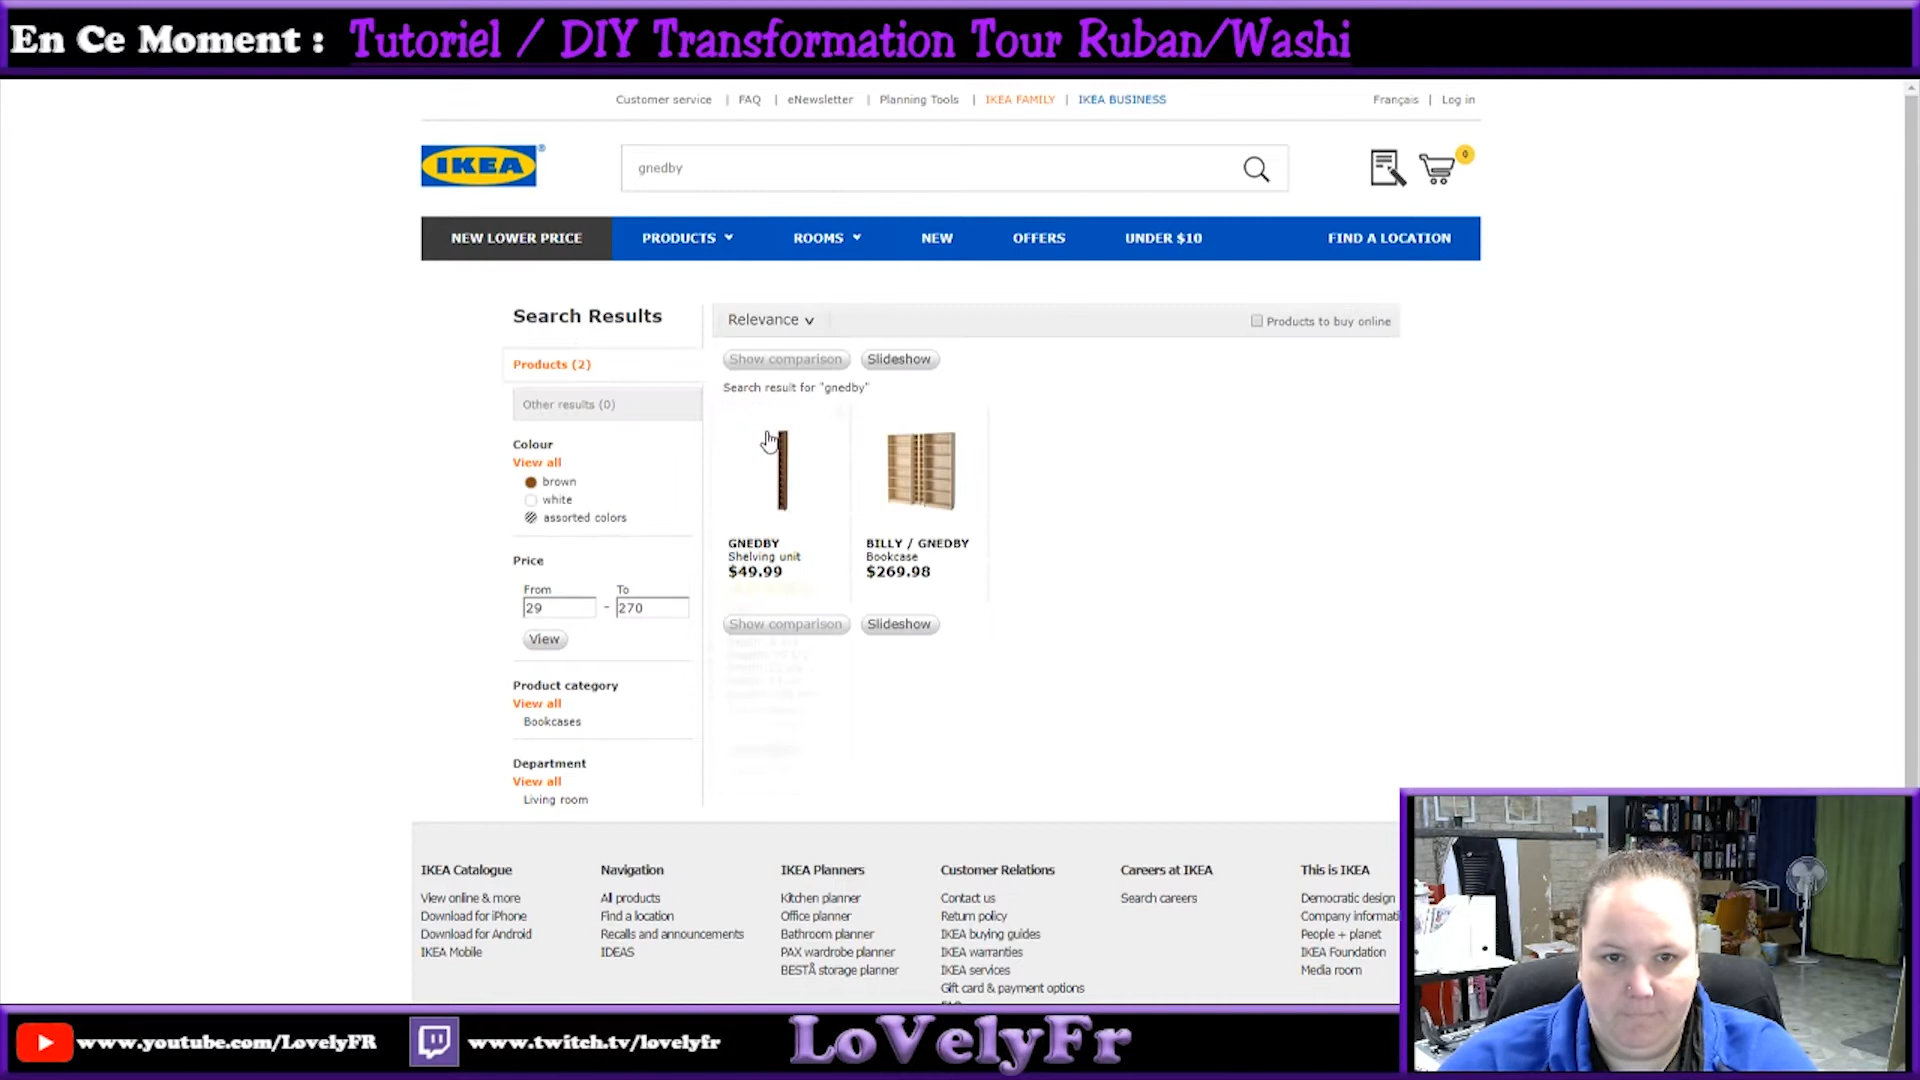 En Ce Moment : Tutoriel / DIY Transformation Tour Ruban/Washi
Customer service | FAQ | eNewsletter | Planning Tools | IKEA FAMILY | IKEA BUSINESS
Français | Log in
IKEA®
gnedby
0
NEW LOWER PRICE PRODUCTS ROOMS NEW OFFERS UNDER $10 FIND A LOCATION
Search Results
Products (2)
Other results (0)
Colour
View all
brown
white
assorted colors
Price
From To
29 - 270
View
Product category
View all
Bookcases
Department
View all
Living room
Relevance
Products to buy online
Show comparison Slideshow
Search result for "gnedby"
GNEDBY
Shelving unit
$49.99
BILLY / GNEDBY
Bookcase
$269.98
Show comparison Slideshow
IKEA Catalogue
View online & more
Download for iPhone
Download for Android
IKEA Mobile
Navigation
All products
Find a location
Recalls and announcements
IDEAS
IKEA Planners
Kitchen planner
Office planner
Bathroom planner
PAX wardrobe planner
BESTÅ storage planner
Customer Relations
Contact us
Return policy
IKEA buying guides
IKEA warranties
IKEA services
Gift card & payment options
Careers at IKEA
Search careers
This is IKEA
Democratic design
Company informati
People + planet
IKEA Foundation
Media room
www.youtube.com/LovelyFR
www.twitch.tv/lovelyfr
LoVelyFr